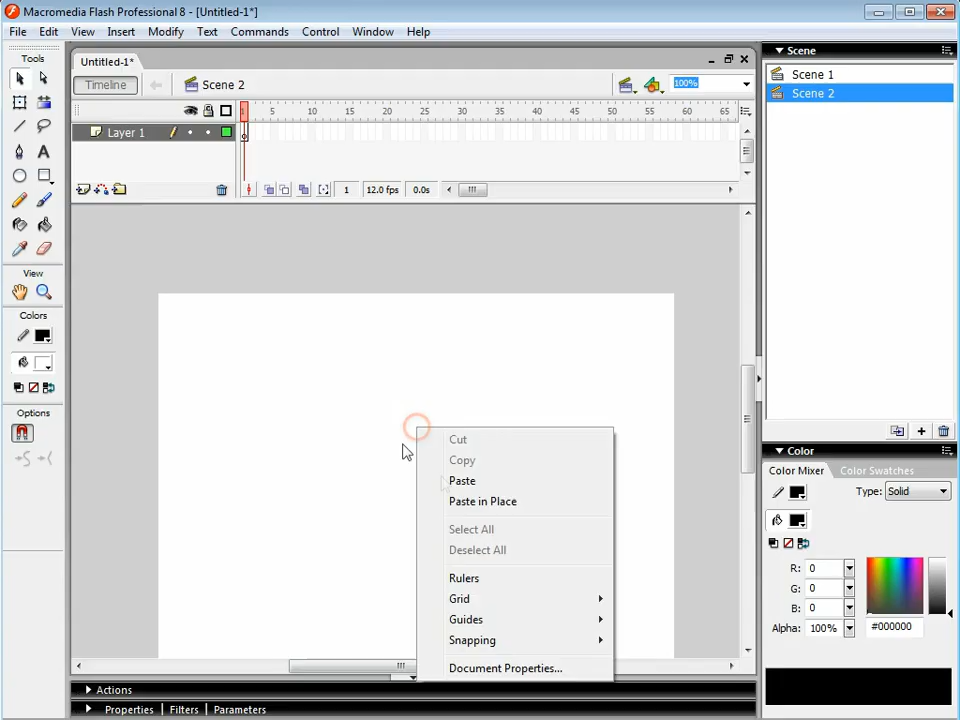 Macromedia Flash Professional 8 - [Untitled-1*]
File Edit View Insert Modify Text Commands Control Window Help
Tools
Untitled-1*
Timeline
Scene 2
100%
1 5 10 15 20 25 30 35 40 45 50 55 60 65
Layer 1
1 12.0 fps 0.0s
View
Colors
Options
Cut
Copy
Paste
Paste in Place
Select All
Deselect All
Rulers
Grid
Guides
Snapping
Document Properties...
Actions
Properties Filters Parameters
Scene
Scene 1
Scene 2
Color
Color Mixer Color Swatches
Type: Solid
R: 0
G: 0
B: 0
Alpha: 100% #000000